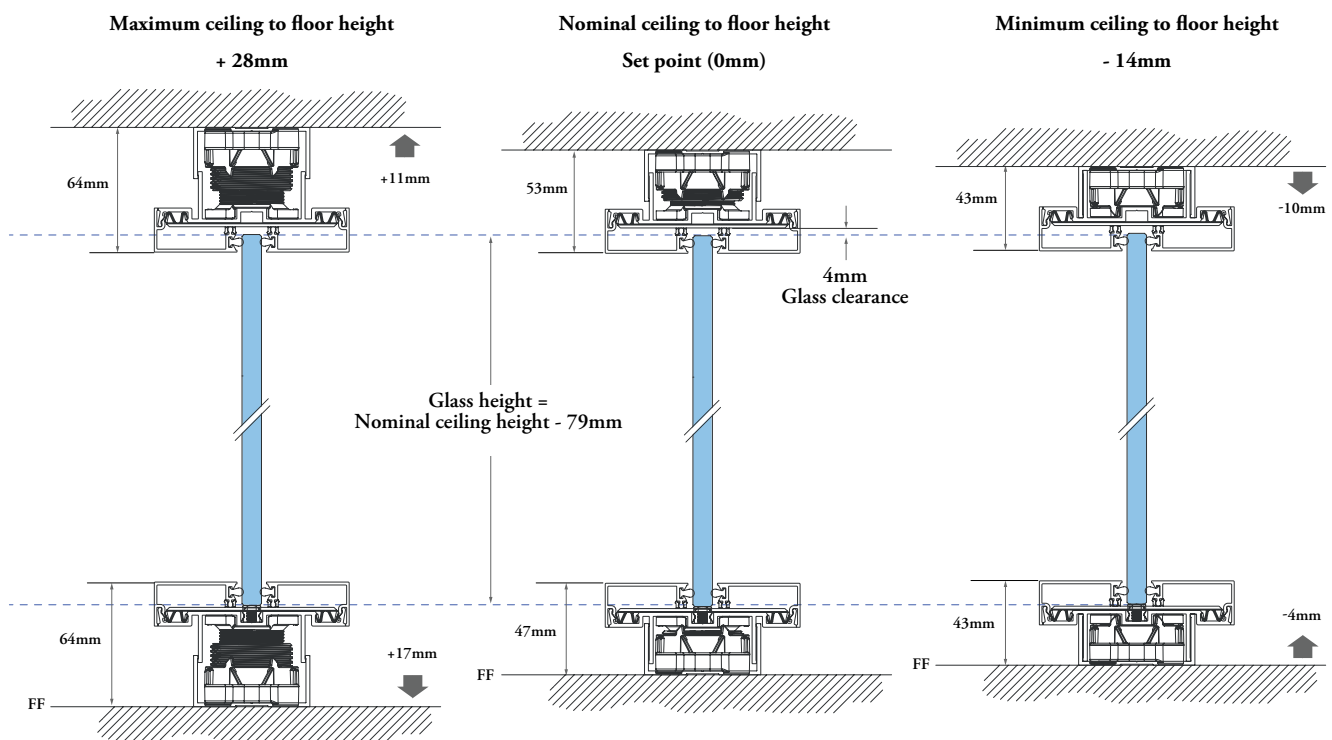 Maximum ceiling to floor height
+ 28mm
Nominal ceiling to floor height
Set point (0mm)
Minimum ceiling to floor height
- 14mm
64mm
+11mm
53mm
43mm
-10mm
4mm
Glass clearance
Glass height =
Nominal ceiling height - 79mm
64mm
+17mm
FF
47mm
FF
43mm
-4mm
FF